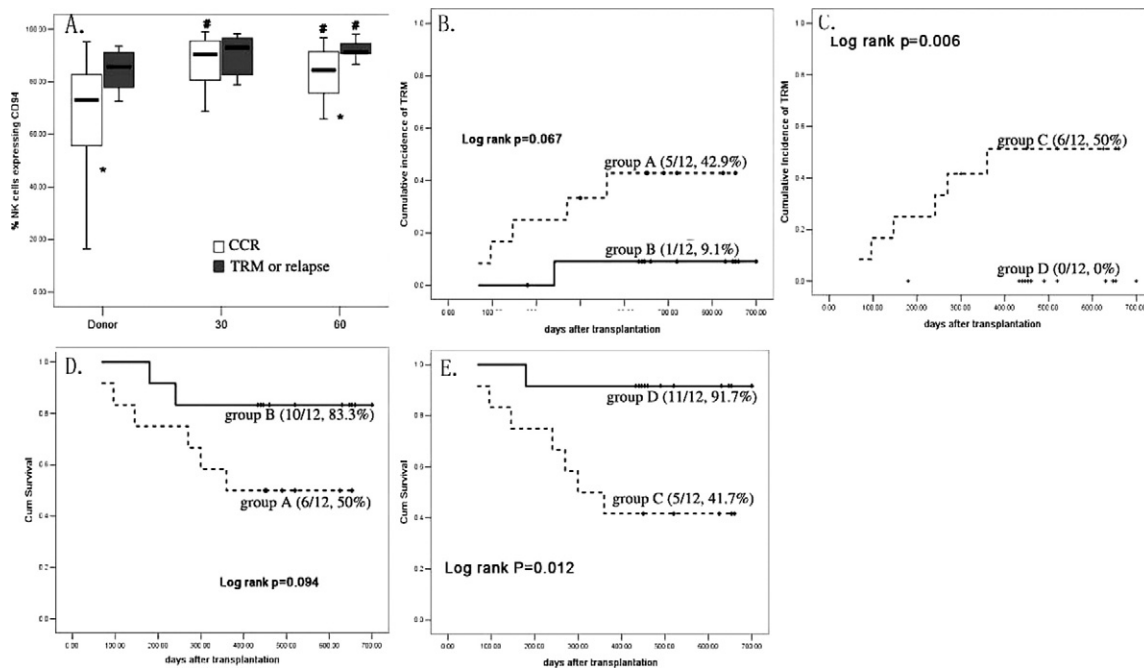 A.
% NK cells expressing CD94
100.00
80.00
60.00
40.00
20.00
00.00
#
#
#
*
*
CCR
TRM or relapse
Donor
30
60
B.
Cumulative incidence of TRM
1.0
0.8
0.6
0.4
0.2
0.0
Log rank p=0.067
group A (5/12, 42.9%)
group B (1/12, 9.1%)
days after transplantation
C.
Log rank p=0.006
Cumulative Incidence of TRM
1.0
0.8
0.6
0.4
0.2
0.0
group C (6/12, 50%)
group D (0/12, 0%)
0.00 100.00 200.00 300.00 400.00 500.00 600.00 700.00
days after transplantation
D.
Cum Survival
1.0
0.8
0.6
0.4
0.2
0.0
group B (10/12, 83.3%)
group A (6/12, 50%)
Log rank p=0.094
0.00 100.00 200.00 300.00 400.00 500.00 600.00 700.00
days after transplantation
E.
Cum Survival
1.0
0.8
0.6
0.4
0.2
0.0
group D (11/12, 91.7%)
group C (5/12, 41.7%)
Log rank P=0.012
0.00 100.00 200.00 300.00 400.00 500.00 600.00 700.00
days after transplantation